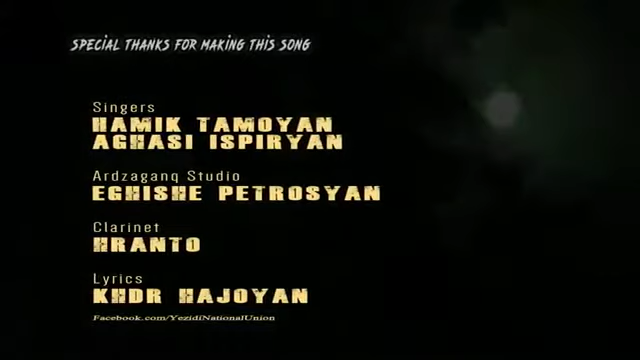 SPECIAL THANKS FOR MAKING THIS SONG
Singers
HAMIK TAMOYAN
AGHASI ISPIRYAN
Ardzaganq Studio
EGHISHE PETROSYAN
Clarinet
HRANTO
Lyrics
KHDR HAJOYAN
Facebook.com/YezidiNationalUnion